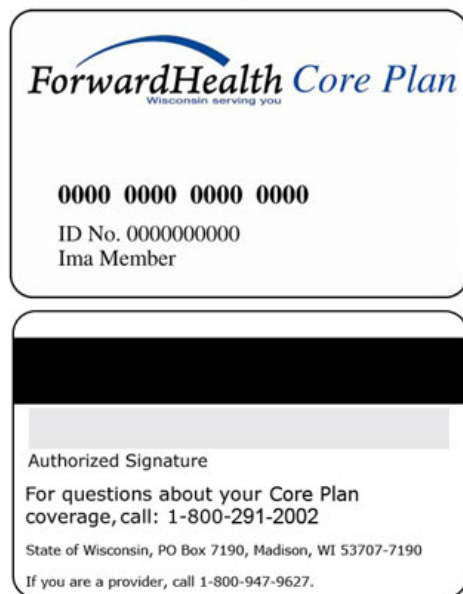 ForwardHealth Core Plan
Wisconsin serving you
0000 0000 0000 0000
ID No. 0000000000
Ima Member
Authorized Signature
For questions about your Core Plan
coverage, call: 1-800-291-2002
State of Wisconsin, PO Box 7190, Madison, WI 53707-7190
If you are a provider, call 1-800-947-9627.